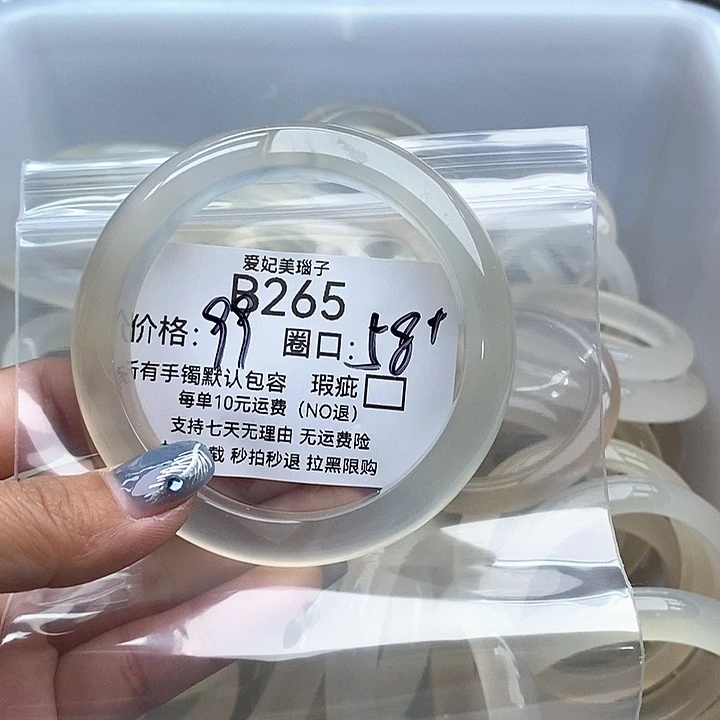 爱妃美瑙子
B265
价格:99 圈口:58+
所有手镯默认包容 瑕疵
每单10元运费(NO退)
支持七天无理由 无运费险
载 秒拍秒退 拉黑限购